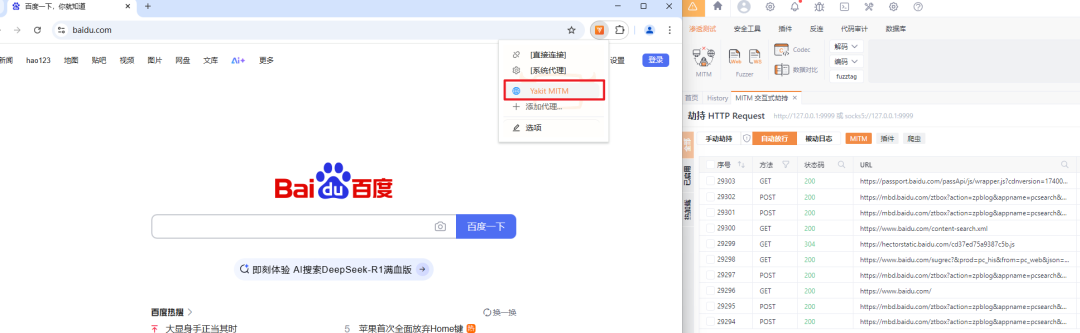 百度一下，你就知道
baidu.com
新闻 hao123 地图 贴吧 视频 图片 网盘 文库 AI+ 更多 设置 登录
[直接连接]
[系统代理]
Yakit MITM
添加代理...
选项
Bai du 百度
百度一下
即刻体验 AI搜索DeepSeek-R1满血版
百度热搜 换一换
大显身手正当其时 5 苹果首次全面放弃Home键 热
渗透测试 安全工具 插件 反连 代码审计 数据库
MITM
Web
Fuzzer
Codec
数据对比
解码
编码
fuzztag
首页 History MITM 交互式劫持
劫持 HTTP Request http://127.0.0.1:9999 或 socks5://127.0.0.1:9999
手动劫持 自动放行 被动日志 MITM 插件 爬虫
序号 方法 状态码 URL
29303 GET 200 https://passport.baidu.com/passApi/js/wrapper.js?cdnversion=17400...
29302 POST 200 https://mbd.baidu.com/ztbox?action=zpblog&appname=pcsearch&...
29301 POST 200 https://mbd.baidu.com/ztbox?action=zpblog&appname=pcsearch&...
29300 GET 200 https://www.baidu.com/content-search.xml
29299 GET 304 https://hectorstatic.baidu.com/cd37ed75a9387c5b.js
29298 GET 200 https://www.baidu.com/sugrec?&prod=pc_his&from=pc_web&json=...
29297 POST 200 https://mbd.baidu.com/ztbox?action=zpblog&appname=pcsearch&...
29296 GET 200 https://www.baidu.com/
29295 POST 200 https://mbd.baidu.com/ztbox?action=zpblog&appname=pcsearch&...
29294 POST 200 https://mbd.baidu.com/ztbox?action=zpblog&appname=pcsearch&...